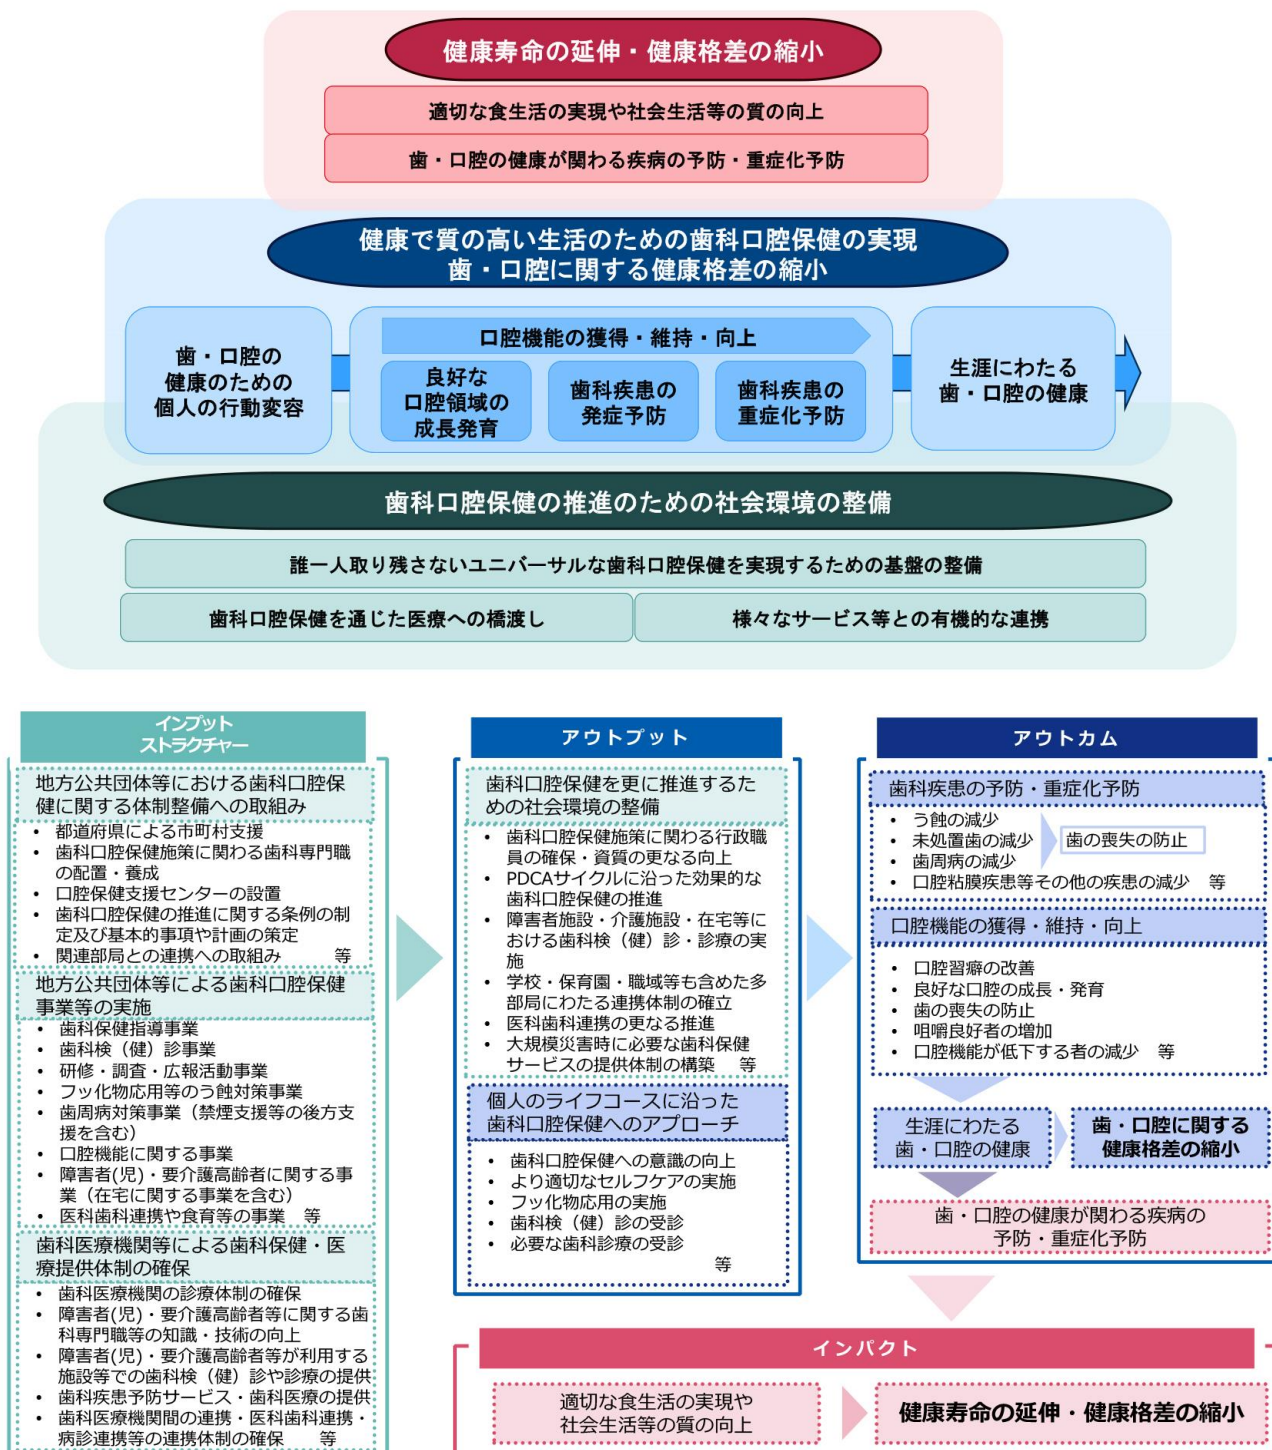 健康寿命の延伸・健康格差の縮小
適切な食生活の実現や社会生活等の質の向上
歯・口腔の健康が関わる疾病の予防・重症化予防
健康で質の高い生活のための歯科口腔保健の実現
歯・口腔に関する健康格差の縮小
歯・口腔の
健康のための
個人の行動変容
口腔機能の獲得・維持・向上
良好な
口腔領域の
成長発育
歯科疾患の
発症予防
歯科疾患の
重症化予防
生涯にわたる
歯・口腔の健康
歯科口腔保健の推進のための社会環境の整備
誰一人取り残さないユニバーサルな歯科口腔保健を実現するための基盤の整備
歯科口腔保健を通じた医療への橋渡し
様々なサービス等との有機的な連携
インプット
ストラクチャー
地方公共団体等における歯科口腔保
健に関する体制整備への取組み
• 都道府県による市町村支援
• 歯科口腔保健施策に関わる歯科専門職
の配置・養成
• 口腔保健支援センターの設置
• 歯科口腔保健の推進に関する条例の制
定及び基本的事項や計画の策定
• 関連部局との連携への取組み 等
地方公共団体等による歯科口腔保健
事業等の実施
• 歯科保健指導事業
• 歯科検（健）診事業
• 研修・調査・広報活動事業
• フッ化物応用等のう蝕対策事業
• 歯周病対策事業（禁煙支援等の後方支
援を含む）
• 口腔機能に関する事業
• 障害者(児)・要介護高齢者に関する事
業（在宅に関する事業を含む）
• 医科歯科連携や食育等の事業 等
歯科医療機関等による歯科保健・医
療提供体制の確保
• 歯科医療機関の診療体制の確保
• 障害者(児)・要介護高齢者等に関する歯
科専門職等の知識・技術の向上
• 障害者(児)・要介護高齢者等が利用する
施設等での歯科検（健）診や診療の提供
• 歯科疾患予防サービス・歯科医療の提供
• 歯科医療機関間の連携・医科歯科連携・
病診連携等の連携体制の確保 等
アウトプット
歯科口腔保健を更に推進するた
めの社会環境の整備
• 歯科口腔保健施策に関わる行政職
員の確保・資質の更なる向上
• PDCAサイクルに沿った効果的な
歯科口腔保健の推進
• 障害者施設・介護施設・在宅等に
おける歯科検（健）診・診療の実
施
• 学校・保育園・職域等も含めた多
部局にわたる連携体制の確立
• 医科歯科連携の更なる推進
• 大規模災害時に必要な歯科保健
サービスの提供体制の構築 等
個人のライフコースに沿った
歯科口腔保健へのアプローチ
• 歯科口腔保健への意識の向上
• より適切なセルフケアの実施
• フッ化物応用の実施
• 歯科検（健）診の受診
• 必要な歯科診療の受診
等
アウトカム
歯科疾患の予防・重症化予防
• う蝕の減少
• 未処置歯の減少
• 歯周病の減少
• 口腔粘膜疾患等その他の疾患の減少 等
歯の喪失の防止
口腔機能の獲得・維持・向上
• 口腔習癖の改善
• 良好な口腔の成長・発育
• 歯の喪失の防止
• 咀嚼良好者の増加
• 口腔機能が低下する者の減少 等
生涯にわたる
歯・口腔の健康
歯・口腔に関する
健康格差の縮小
歯・口腔の健康が関わる疾病の
予防・重症化予防
インパクト
適切な食生活の実現や
社会生活等の質の向上
健康寿命の延伸・健康格差の縮小